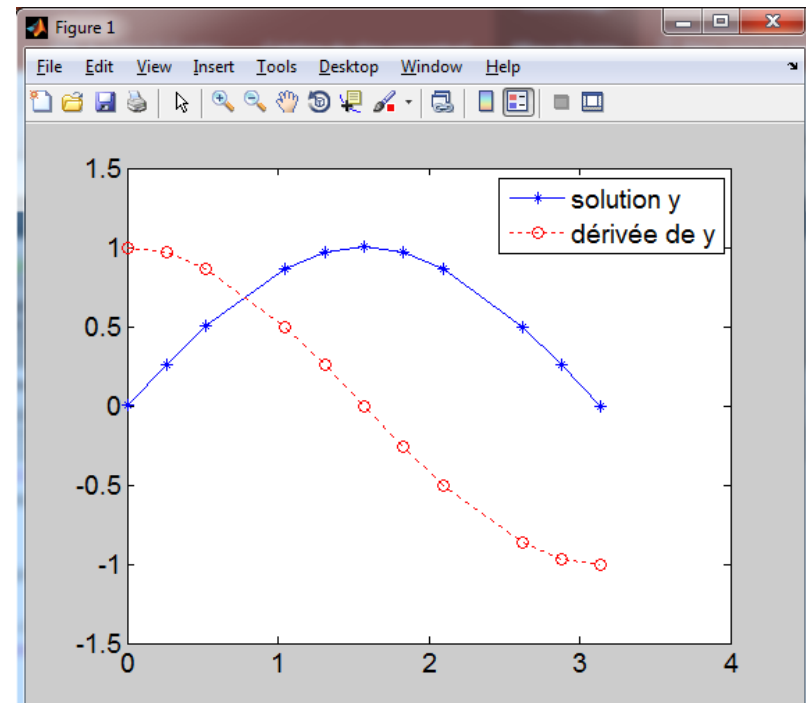 Figure 1
File Edit View Insert Tools Desktop Window Help
1.5
solution y
dérivée de y
1
0.5
0
-0.5
-1
-1.5
0 1 2 3 4